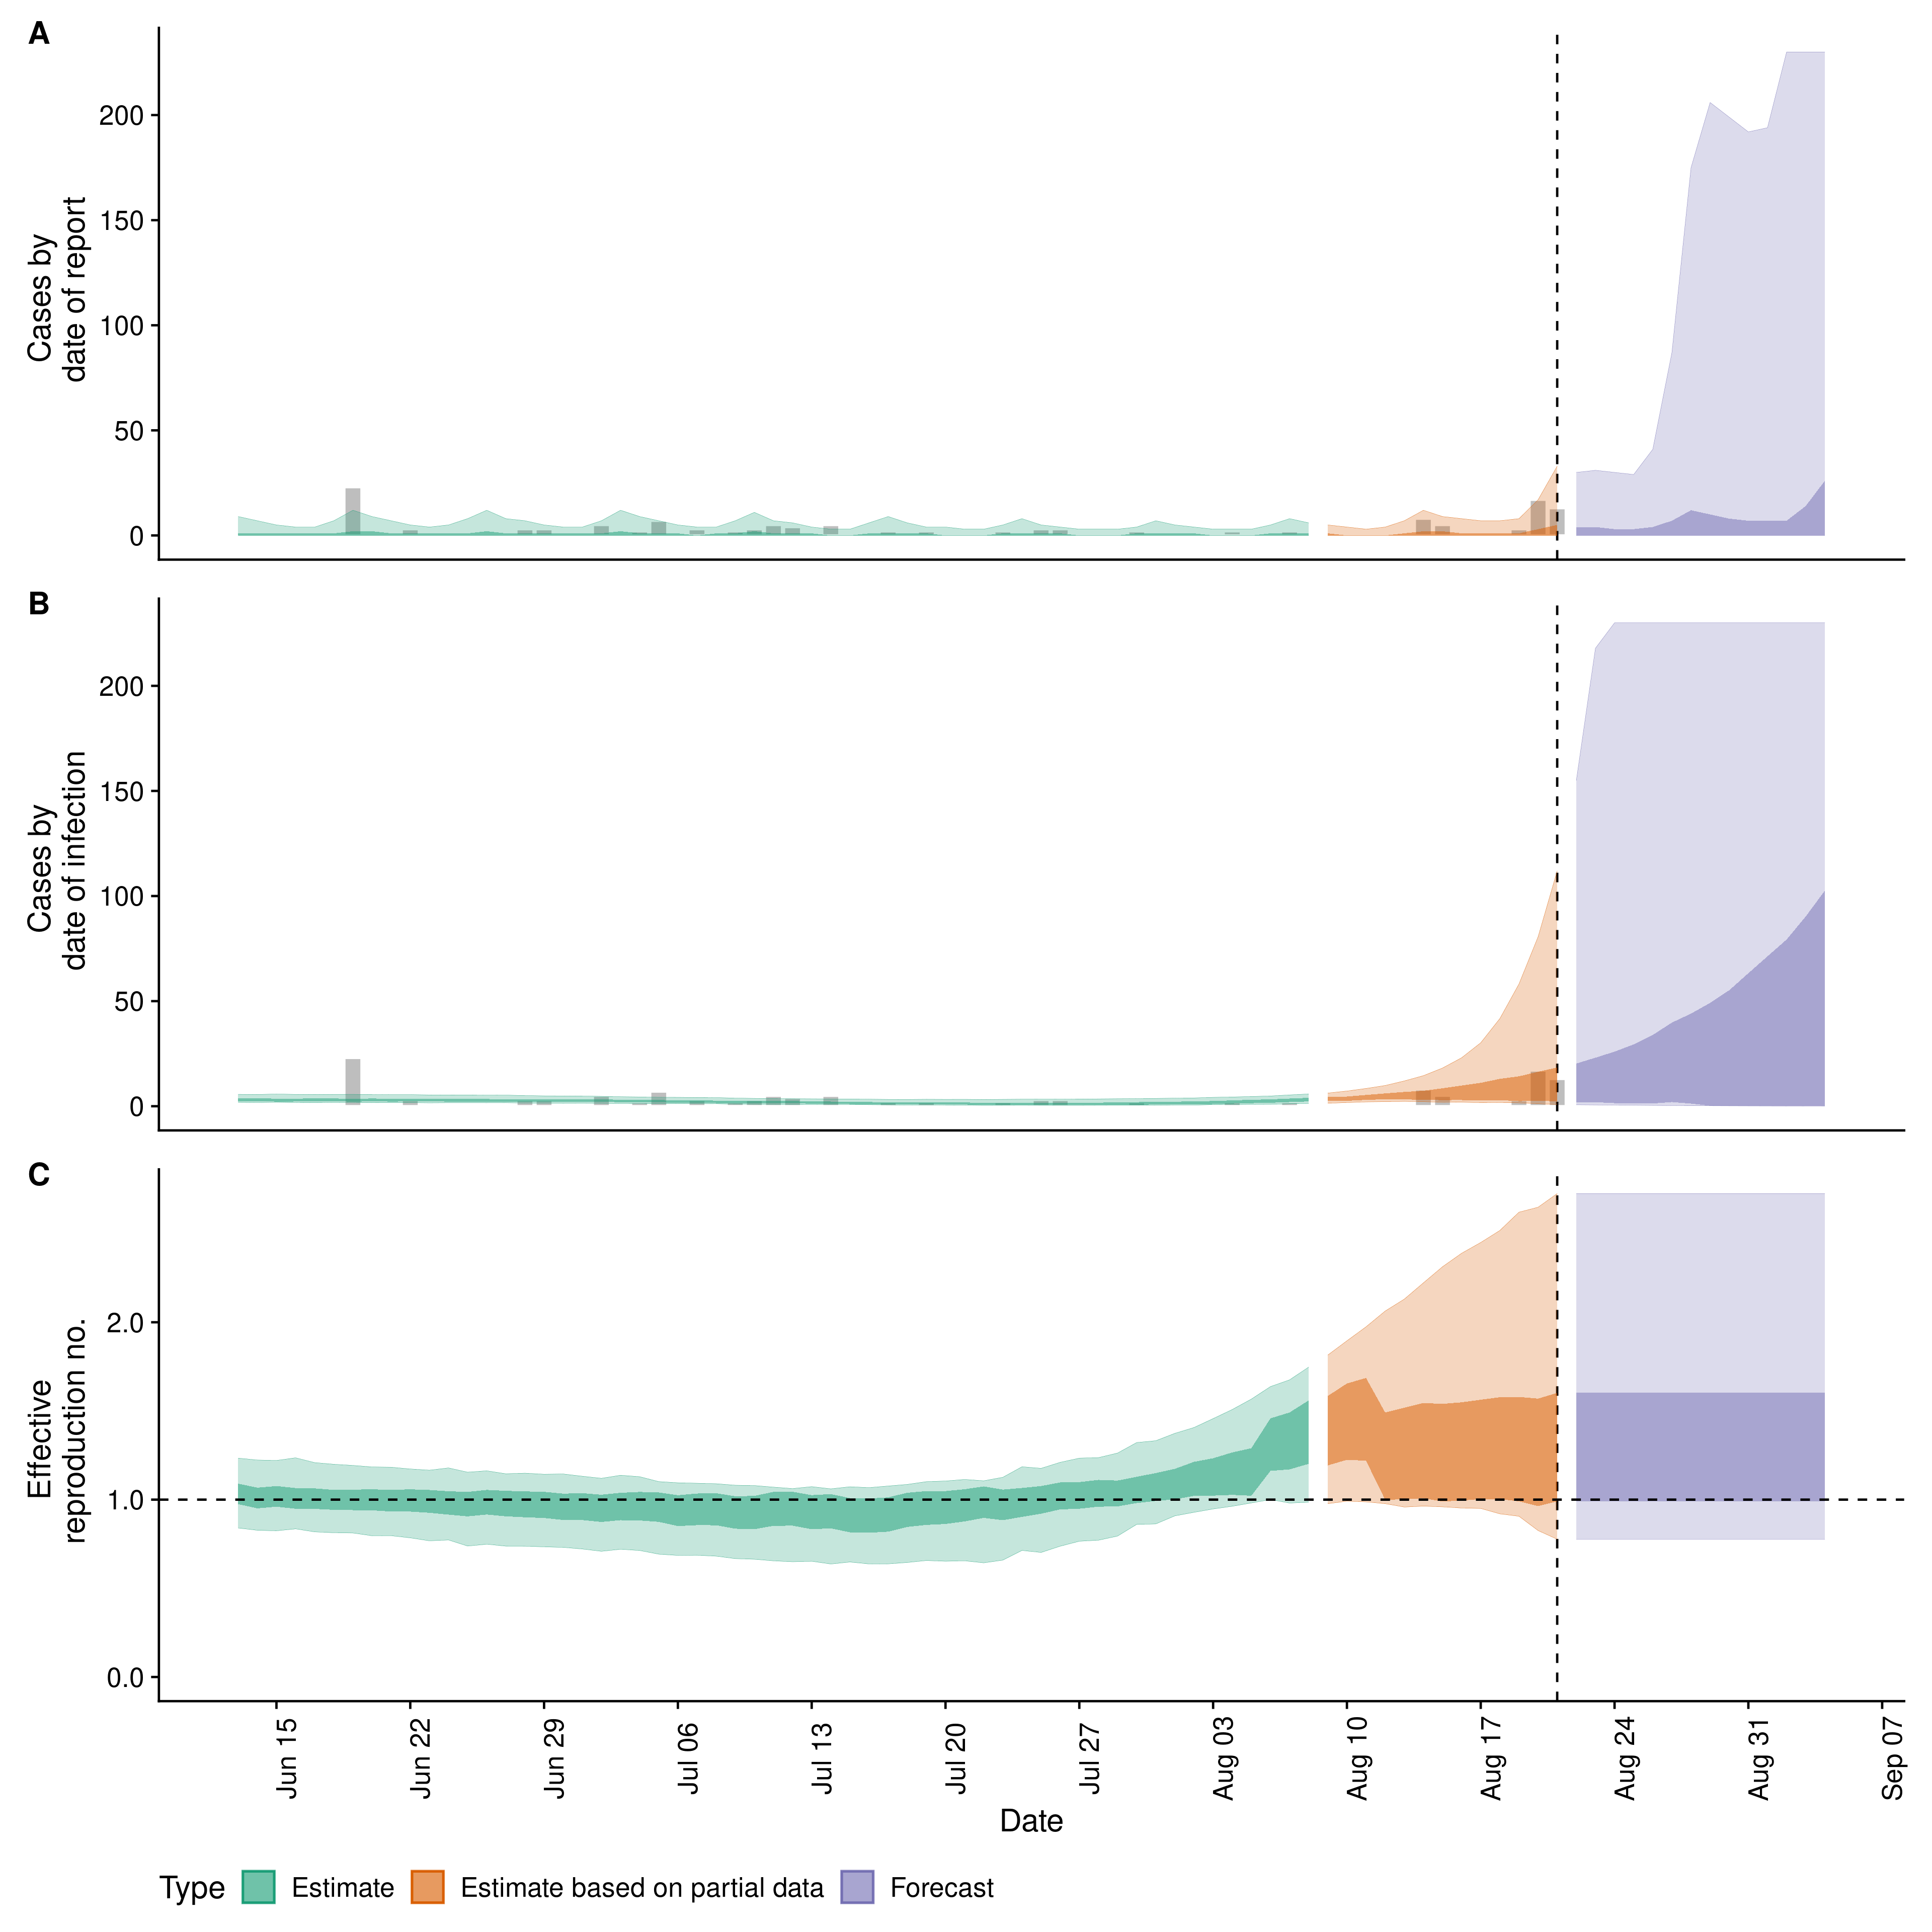 A
Cases by
date of report
200
150
100
50
0
B
Cases by
date of infection
200
150
100
50
0
C
Effective
reproduction no.
2.0
1.0
0.0
Jun 15
Jun 22
Jun 29
Jul 06
Jul 13
Jul 20
Jul 27
Aug 03
Aug 10
Aug 17
Aug 24
Aug 31
Sep 07
Date
Type Estimate Estimate based on partial data Forecast